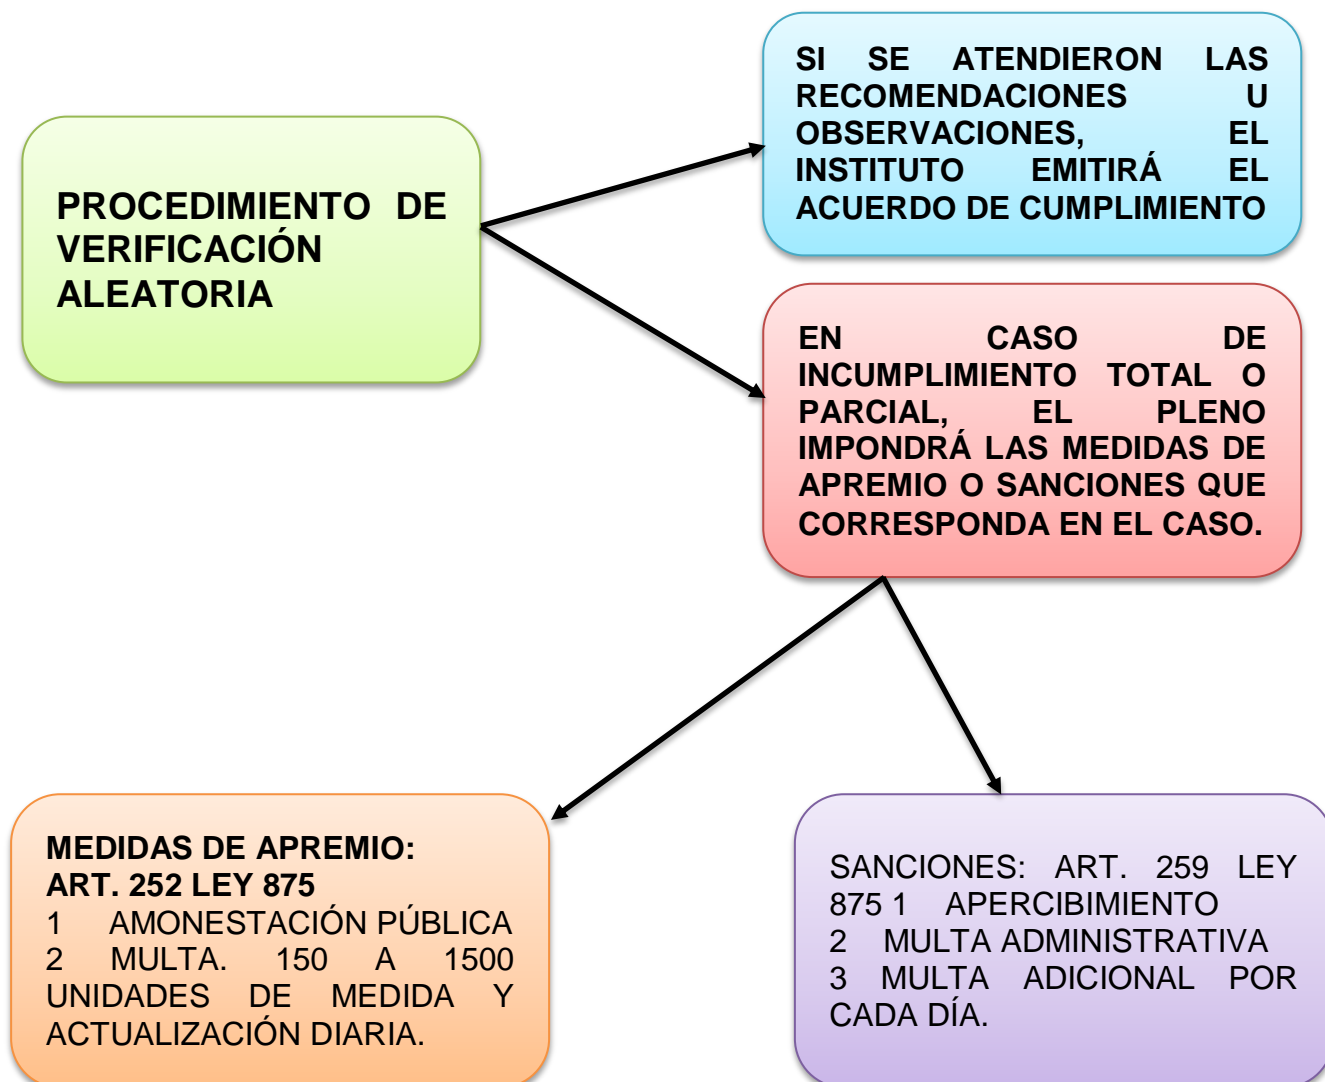 PROCEDIMIENTO DE
VERIFICACIÓN
ALEATORIA
SI SE ATENDIERON LAS
RECOMENDACIONES U
OBSERVACIONES, EL
INSTITUTO EMITIRÁ EL
ACUERDO DE CUMPLIMIENTO
EN CASO DE
INCUMPLIMIENTO TOTAL O
PARCIAL, EL PLENO
IMPONDRÁ LAS MEDIDAS DE
APREMIO O SANCIONES QUE
CORRESPONDA EN EL CASO.
MEDIDAS DE APREMIO:
ART. 252 LEY 875
1 AMONESTACIÓN PÚBLICA
2 MULTA. 150 A 1500
UNIDADES DE MEDIDA Y
ACTUALIZACIÓN DIARIA.
SANCIONES: ART. 259 LEY
875 1 APERCIBIMIENTO
2 MULTA ADMINISTRATIVA
3 MULTA ADICIONAL POR
CADA DÍA.